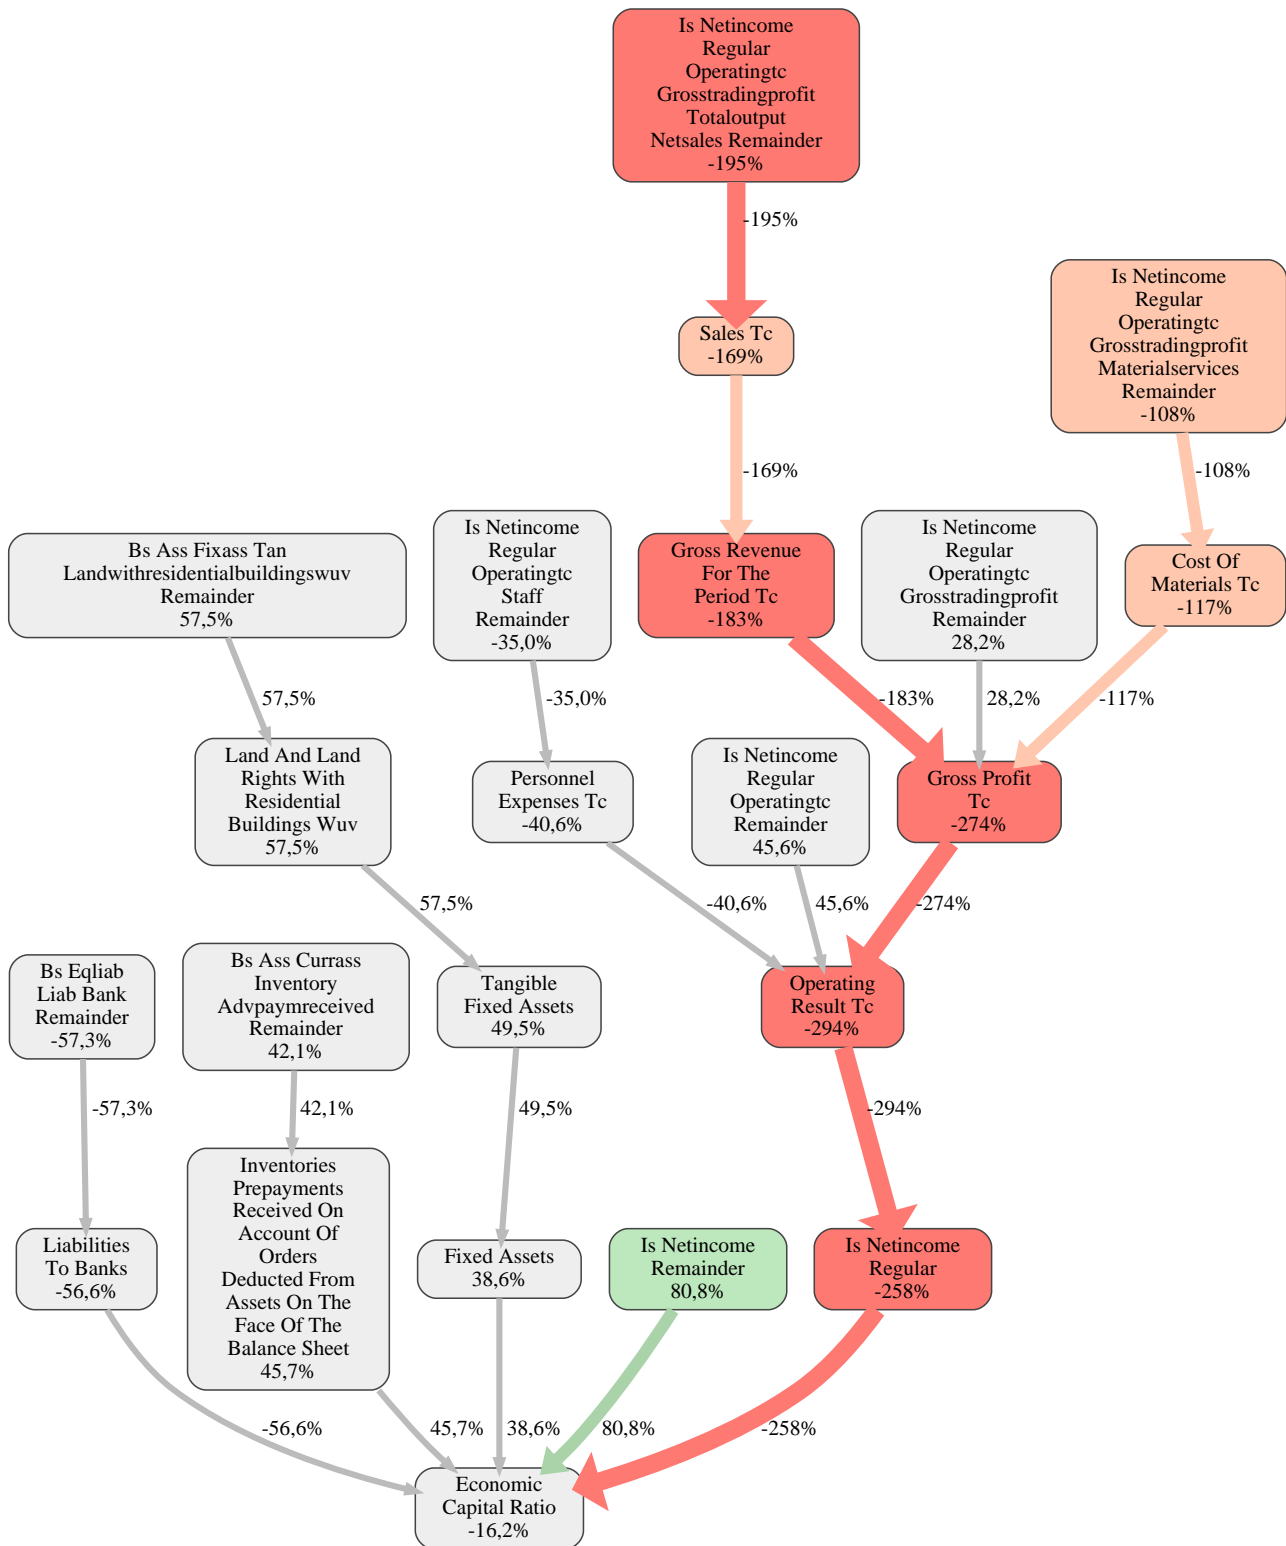 Is Netincome
Regular
Operatingtc
Grosstradingprofit
Totaloutput
Netsales Remainder
-195%
-195%
Is Netincome
Regular
Operatingtc
Grosstradingprofit
Materialservices
Remainder
-108%
Sales Tc
-169%
-169%
-108%
Bs Ass Fixass Tan
Landwithresidentialbuildingswuv
Remainder
57,5%
Is Netincome
Regular
Operatingtc
Staff
Remainder
-35,0%
Gross Revenue
For The
Period Tc
-183%
Is Netincome
Regular
Operatingtc
Grosstradingprofit
Remainder
28,2%
Cost Of
Materials Tc
-117%
57,5%
-35,0%
-183%
28,2%
-117%
Land And Land
Rights With
Residential
Buildings Wuv
57,5%
Personnel
Expenses Tc
-40,6%
Is Netincome
Regular
Operatingtc
Remainder
45,6%
Gross Profit
Tc
-274%
57,5%
-40,6%
45,6%
-274%
Bs Eqliab
Liab Bank
Remainder
-57,3%
Bs Ass Currass
Inventory
Advpaymreceived
Remainder
42,1%
Tangible
Fixed Assets
49,5%
Operating
Result Tc
-294%
-57,3%
42,1%
49,5%
-294%
Liabilities
To Banks
-56,6%
Inventories
Prepayments
Received On
Account Of
Orders
Deducted From
Assets On The
Face Of The
Balance Sheet
45,7%
Fixed Assets
38,6%
Is Netincome
Remainder
80,8%
Is Netincome
Regular
-258%
-56,6%
45,7%
38,6%
80,8%
-258%
Economic
Capital Ratio
-16,2%